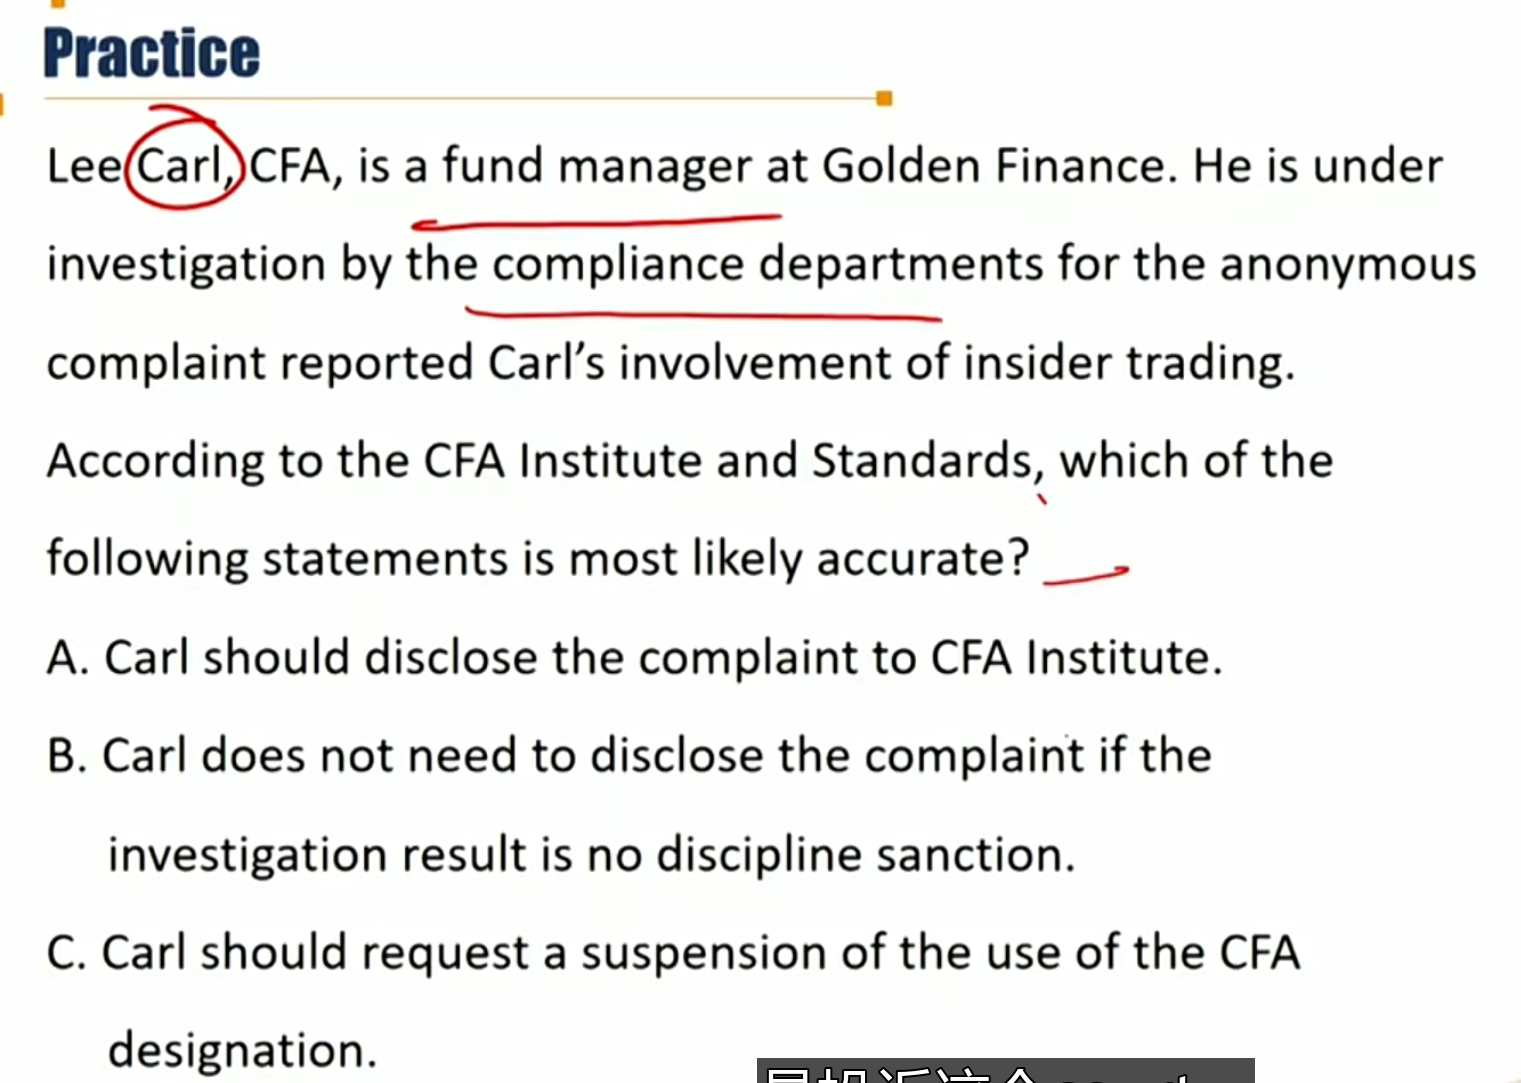 Practice
Lee Carl, CFA, is a fund manager at Golden Finance. He is under
investigation by the compliance departments for the anonymous
complaint reported Carl’s involvement of insider trading.
According to the CFA Institute and Standards, which of the
following statements is most likely accurate?
A. Carl should disclose the complaint to CFA Institute.
B. Carl does not need to disclose the complaint if the
investigation result is no discipline sanction.
C. Carl should request a suspension of the use of the CFA
designation.